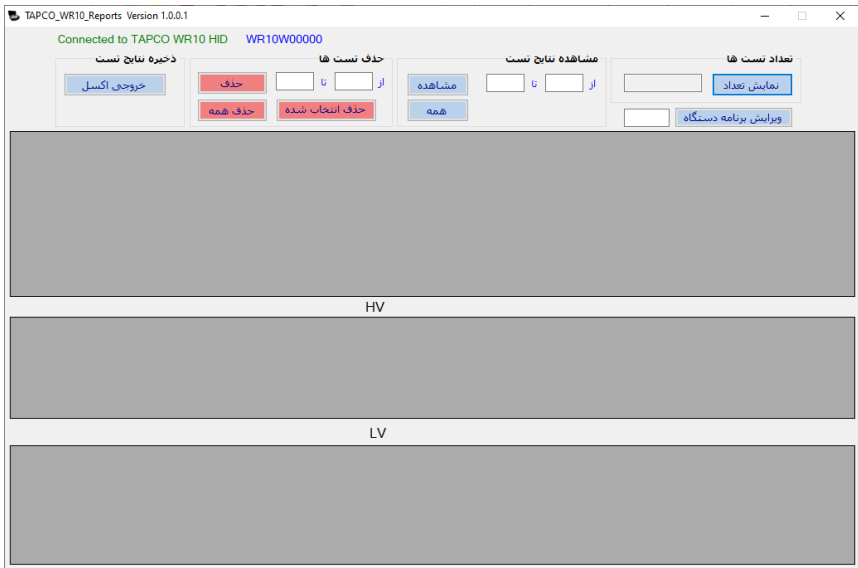 TAPCO_WR10_Reports Version 1.0.0.1
Connected to TAPCO WR10 HID WR10W00000
تعداد تست ها
نمایش تعداد
ویرایش برنامه دستگاه
مشاهده نتایج تست
از تا مشاهده
همه
حذف تست ها
از تا حذف
حذف انتخاب شده حذف همه
ذخیره نتایج تست
خروجی اکسل
HV
LV